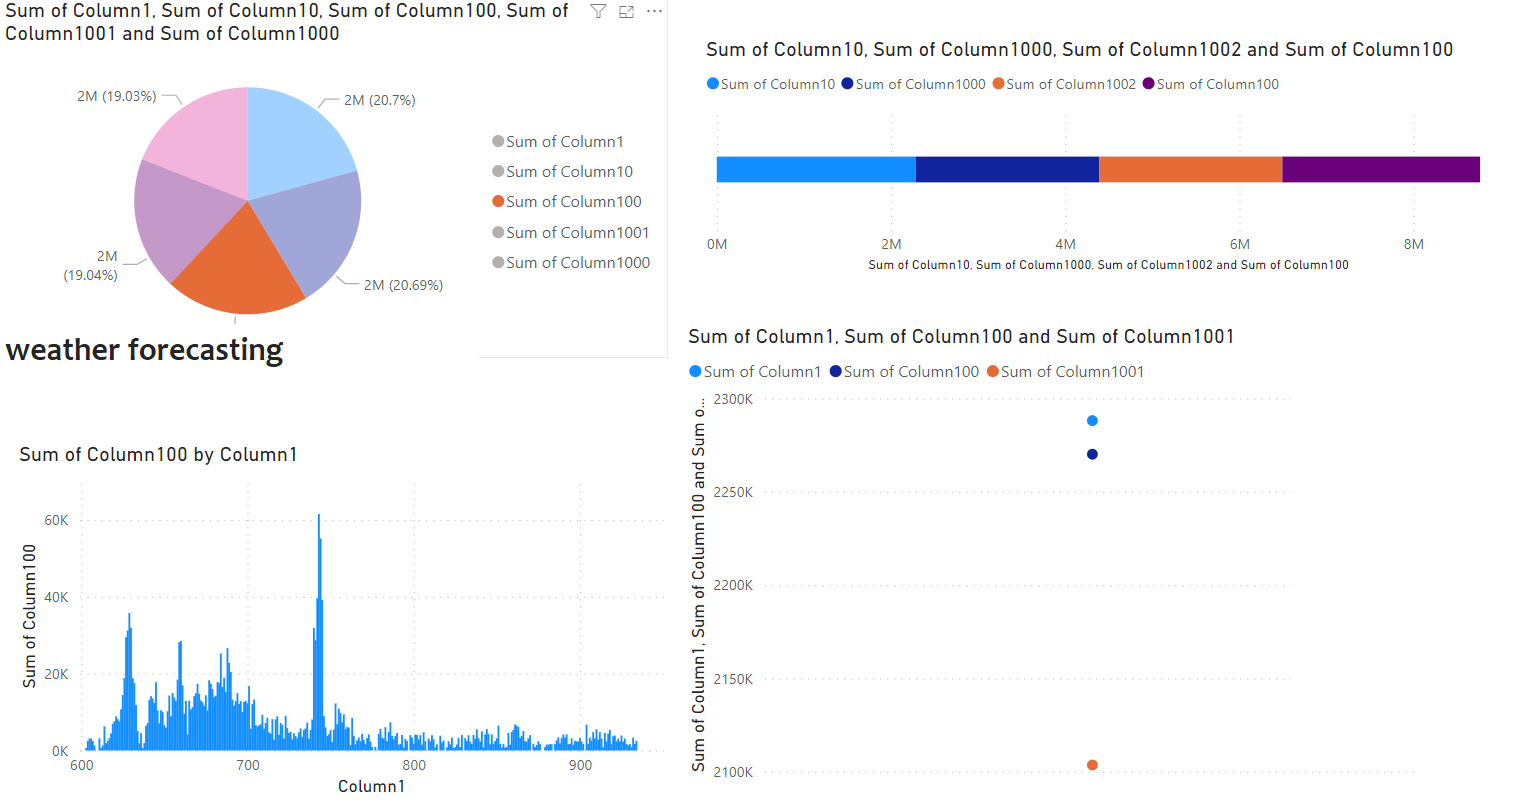 Sum of Column1, Sum of Column10, Sum of Column100, Sum of
Column1001 and Sum of Column1000
2M (19.03%)
2M (20.7%)
2M
(19.04%)
2M (20.69%)
Sum of Column1
Sum of Column10
Sum of Column100
Sum of Column1001
Sum of Column1000
weather forecasting
Sum of Column10, Sum of Column1000, Sum of Column1002 and Sum of Column100
Sum of Column10 Sum of Column1000 Sum of Column1002 Sum of Column100
0M 2M 4M 6M 8M
Sum of Column10, Sum of Column1000, Sum of Column1002 and Sum of Column100
Sum of Column100 by Column1
Sum of Column100
60K
40K
20K
0K
600 700 800 900
Column1
Sum of Column1, Sum of Column100 and Sum of Column1001
Sum of Column1 Sum of Column100 Sum of Column1001
Sum of Column1, Sum of Column100 and Sum o...
2300K
2250K
2200K
2150K
2100K